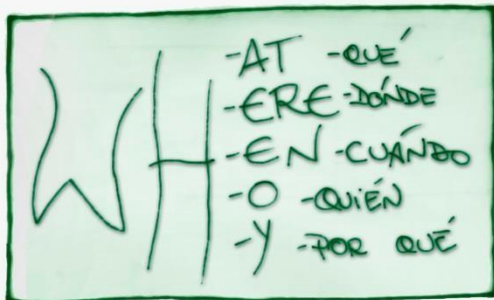 WH
-AT -QUÉ
-ERE-DÓNDE
-EN -CUÁNDO
-O -QUIÉN
-Y -POR QUÉ